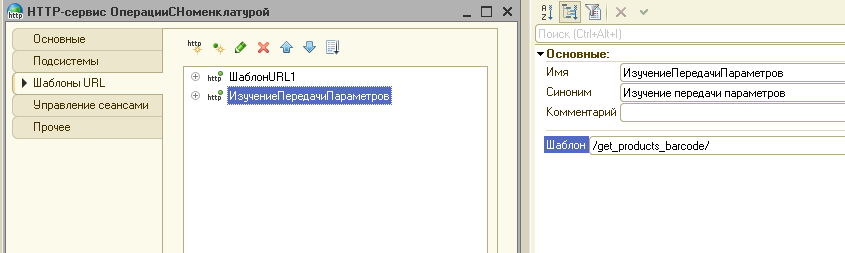 HTTP-сервис ОперацииСНоменклатурой
Основные
Подсистемы
Шаблоны URL
Управление сеансами
Прочее
http
http ШаблонURL1
http ИзучениеПередачиПараметров
Поиск (Ctrl+Alt+I)
Основные:
Имя ИзучениеПередачиПараметров
Синоним Изучение передачи параметров
Комментарий
Шаблон /get_products_barcode/